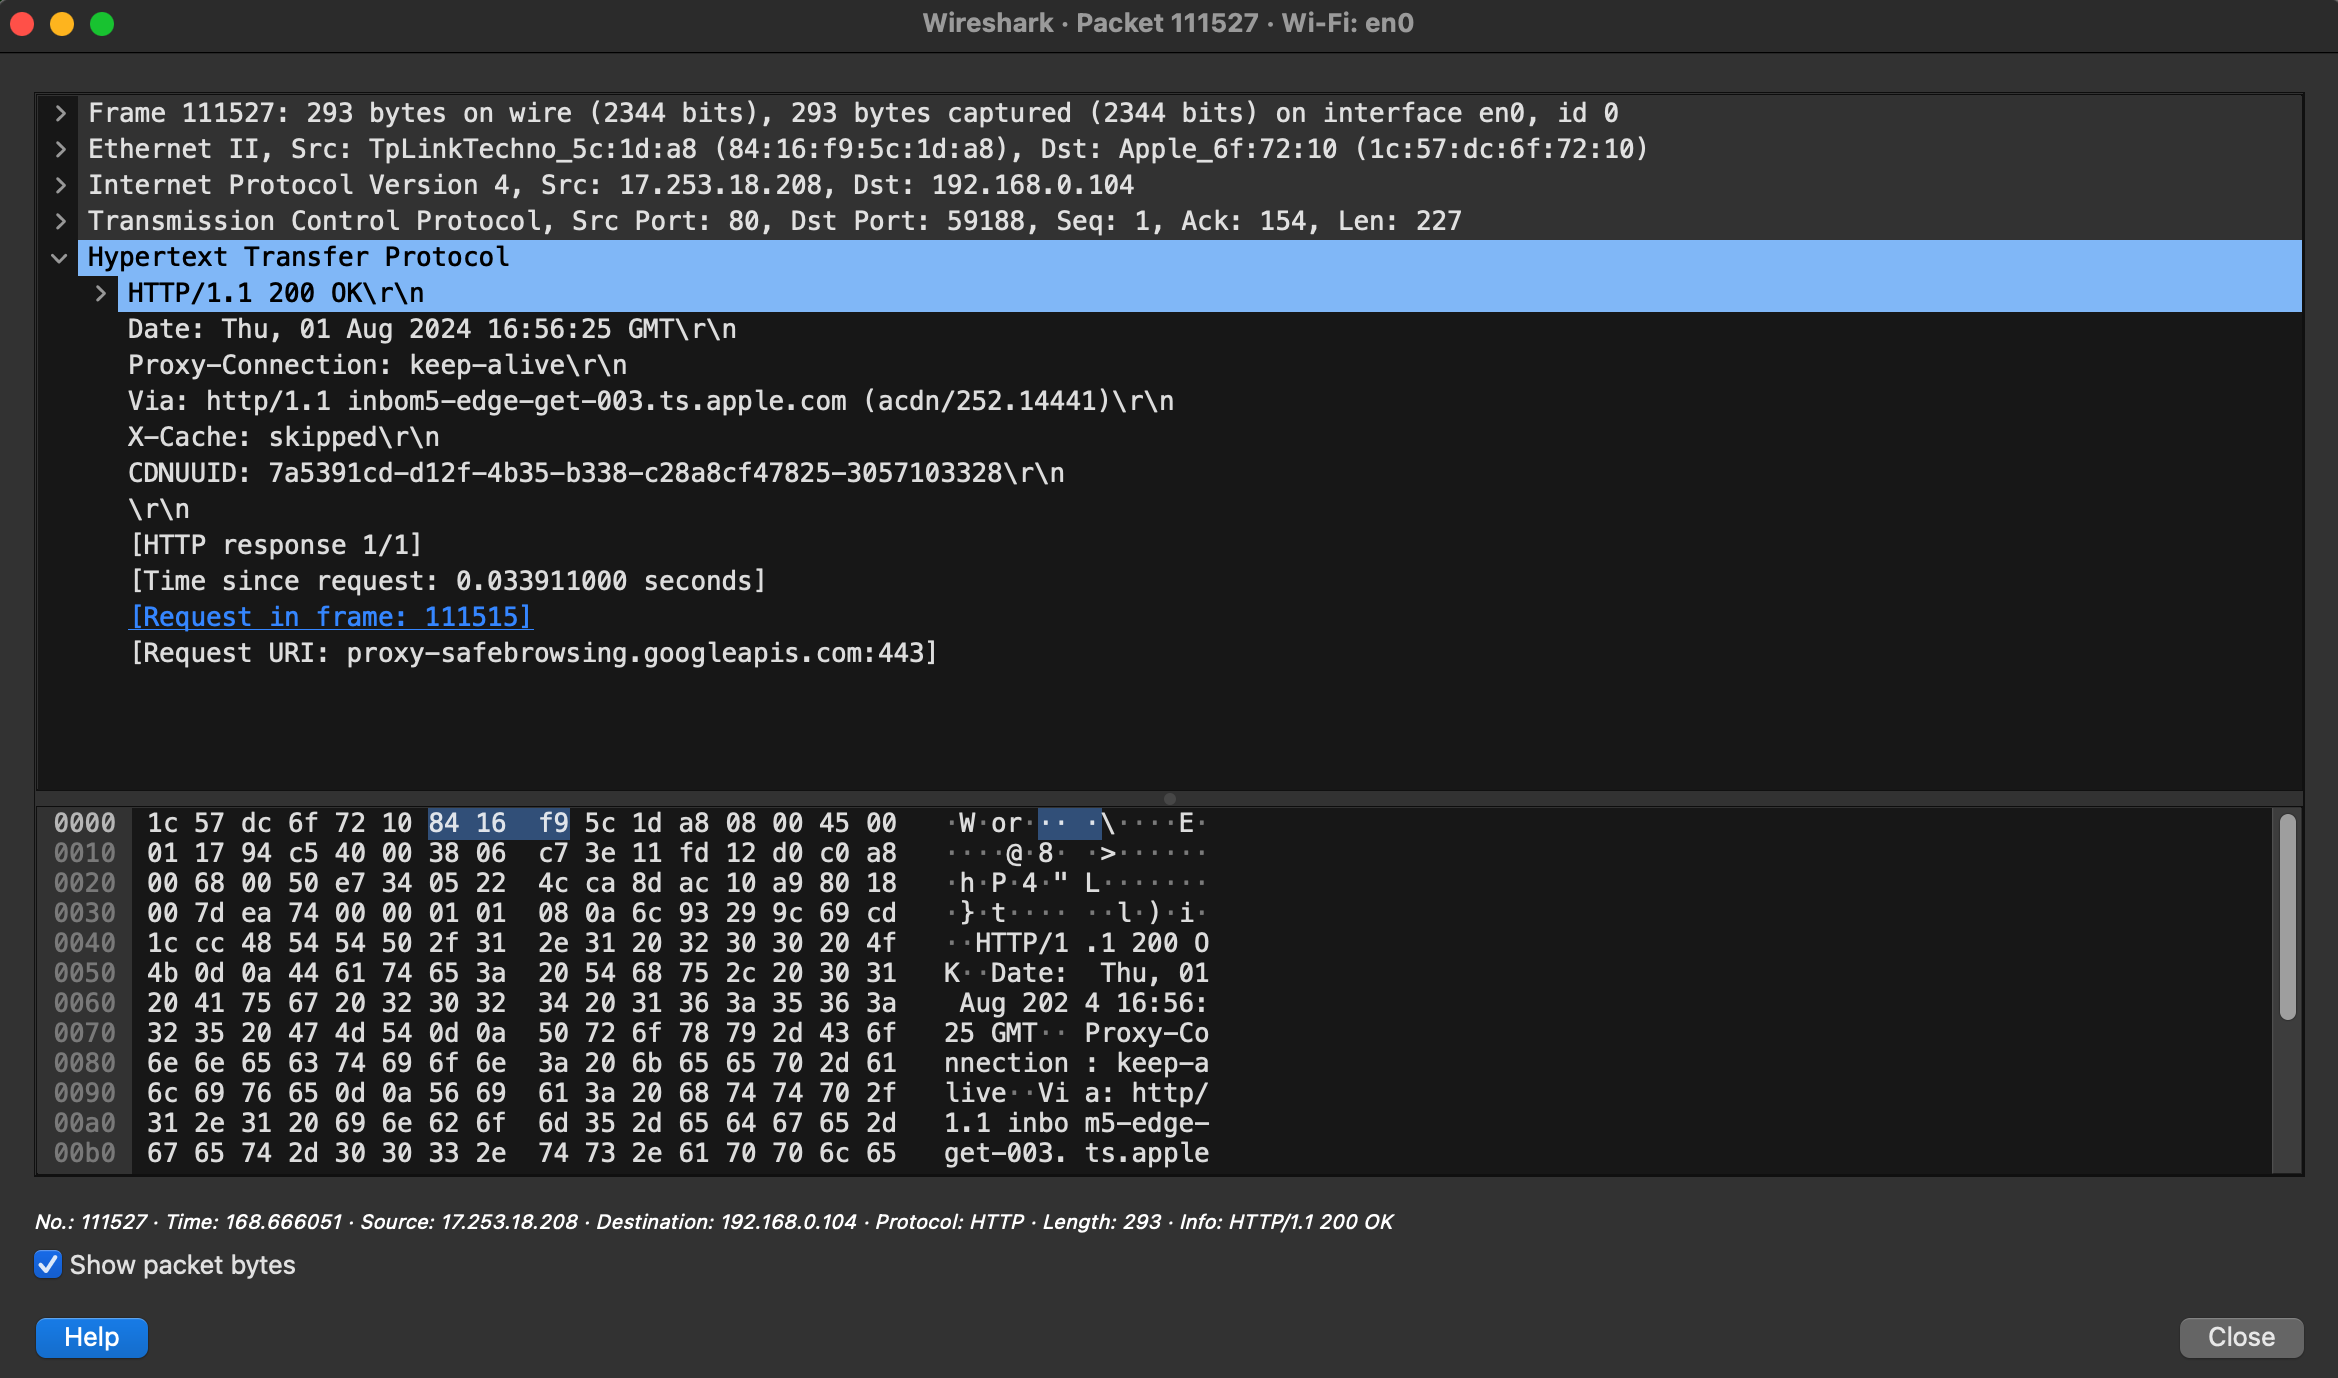 Wireshark · Packet 111527 · Wi-Fi: en0
Frame 111527: 293 bytes on wire (2344 bits), 293 bytes captured (2344 bits) on interface en0, id 0
Ethernet II, Src: TpLinkTechno_5c:1d:a8 (84:16:f9:5c:1d:a8), Dst: Apple_6f:72:10 (1c:57:dc:6f:72:10)
Internet Protocol Version 4, Src: 17.253.18.208, Dst: 192.168.0.104
Transmission Control Protocol, Src Port: 80, Dst Port: 59188, Seq: 1, Ack: 154, Len: 227
Hypertext Transfer Protocol
HTTP/1.1 200 OK\r\n
Date: Thu, 01 Aug 2024 16:56:25 GMT\r\n
Proxy-Connection: keep-alive\r\n
Via: http/1.1 inbom5-edge-get-003.ts.apple.com (acdn/252.14441)\r\n
X-Cache: skipped\r\n
CDNUUID: 7a5391cd-d12f-4b35-b338-c28a8cf47825-3057103328\r\n
\r\n
[HTTP response 1/1]
[Time since request: 0.033911000 seconds]
[Request in frame: 111515]
[Request URI: proxy-safebrowsing.googleapis.com:443]
0000 1c 57 dc 6f 72 10 84 16 f9 5c 1d a8 08 00 45 00 ·W·or··· ·\····E·
0010 01 17 94 c5 40 00 38 06 c7 3e 11 fd 12 d0 c0 a8 ····@·8· ·>······
0020 00 68 00 50 e7 34 05 22 4c ca 8d ac 10 a9 80 18 ·h·P·4·" L·······
0030 00 7d ea 74 00 00 01 01 08 0a 6c 93 29 9c 69 cd ·}·t···· ··l·)·i·
0040 1c cc 48 54 54 50 2f 31 2e 31 20 32 30 30 20 4f ··HTTP/1 .1 200 O
0050 4b 0d 0a 44 61 74 65 3a 20 54 68 75 2c 20 30 31 K··Date: Thu, 01
0060 20 41 75 67 20 32 30 32 34 20 31 36 3a 35 36 3a Aug 202 4 16:56:
0070 32 35 20 47 4d 54 0d 0a 50 72 6f 78 79 2d 43 6f 25 GMT·· Proxy-Co
0080 6e 6e 65 63 74 69 6f 6e 3a 20 6b 65 65 70 2d 61 nnection : keep-a
0090 6c 69 76 65 0d 0a 56 69 61 3a 20 68 74 74 70 2f live··Vi a: http/
00a0 31 2e 31 20 69 6e 62 6f 6d 35 2d 65 64 67 65 2d 1.1 inbo m5-edge-
00b0 67 65 74 2d 30 30 33 2e 74 73 2e 61 70 70 6c 65 get-003. ts.apple
No.: 111527 · Time: 168.666051 · Source: 17.253.18.208 · Destination: 192.168.0.104 · Protocol: HTTP · Length: 293 · Info: HTTP/1.1 200 OK
Show packet bytes
Help
Close